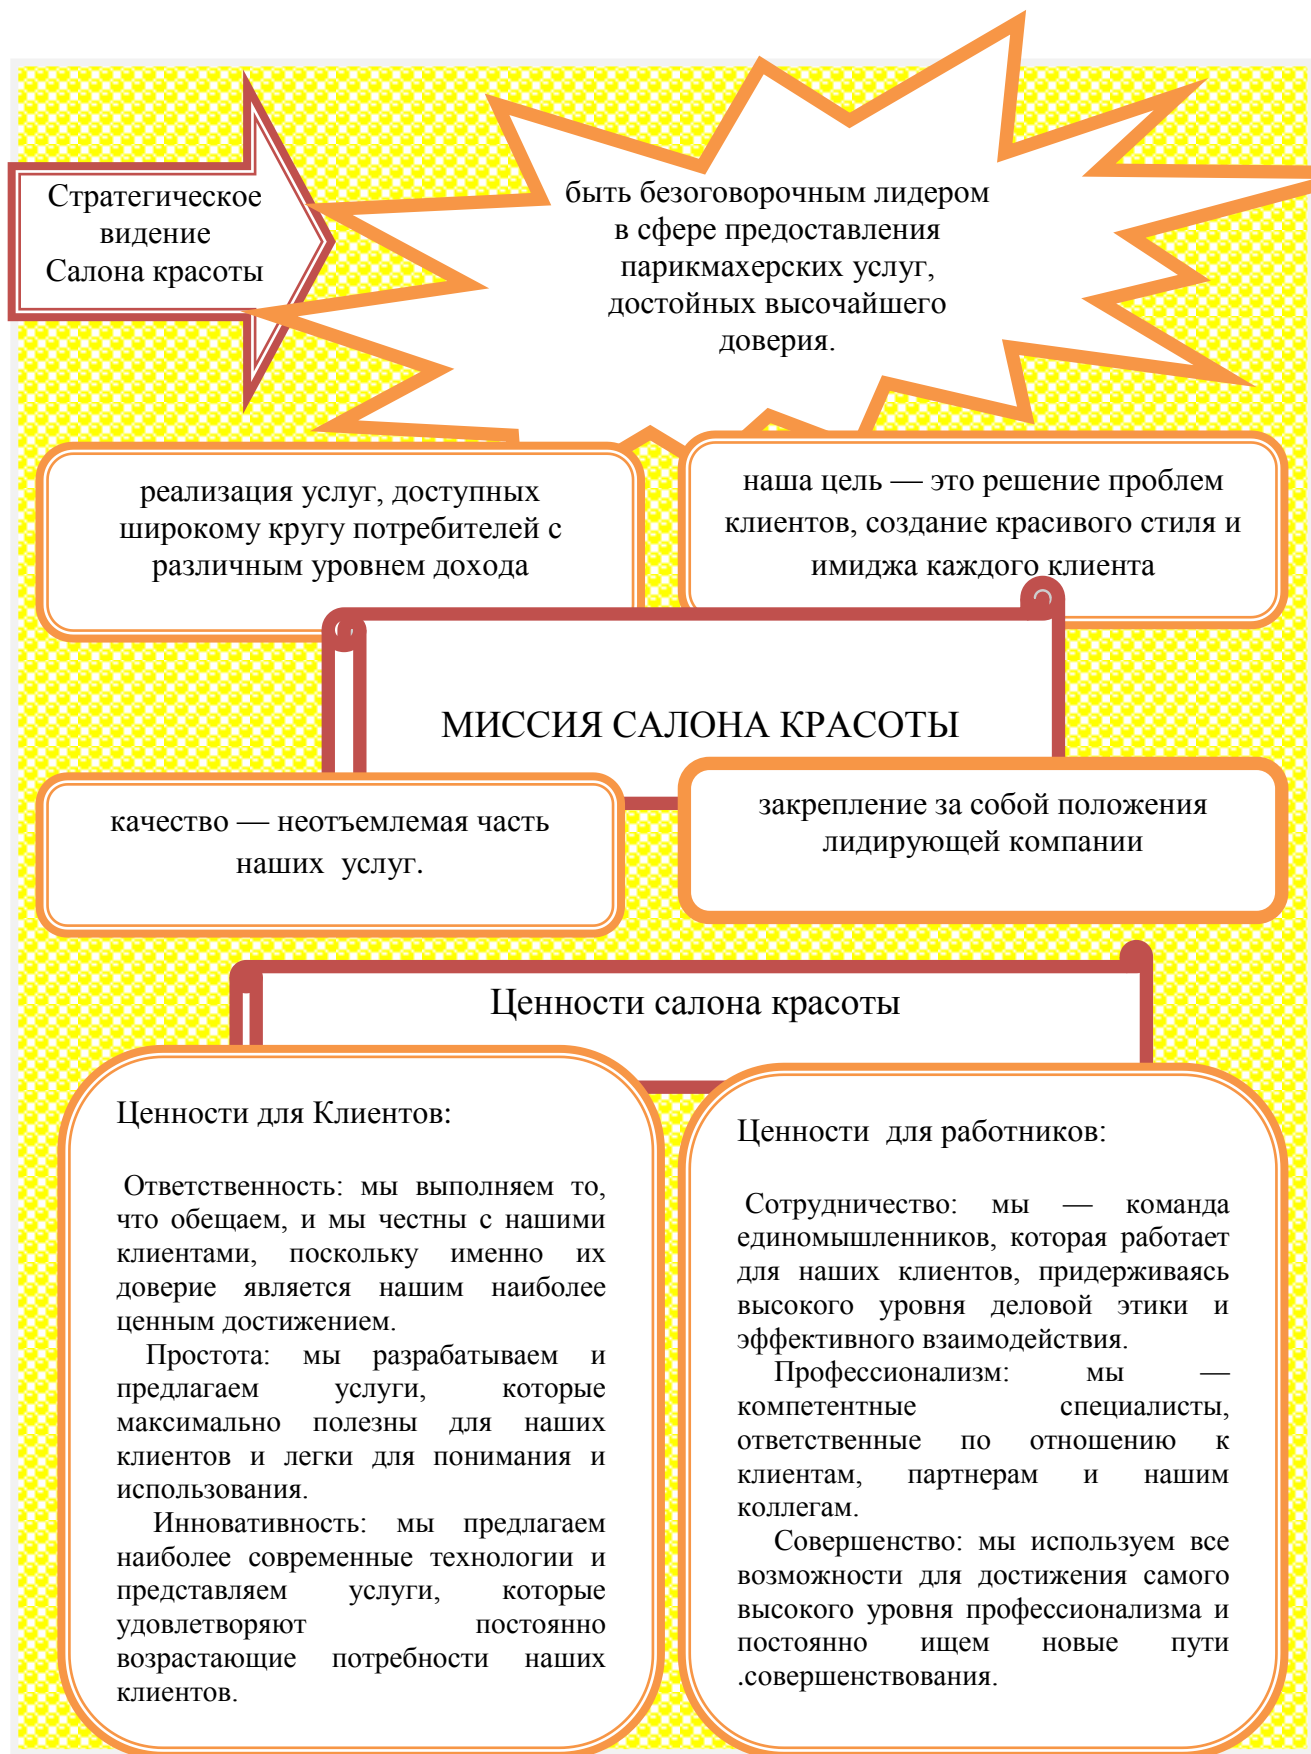 Стратегическое
видение
Салона красоты
быть безоговорочным лидером
в сфере предоставления
парикмахерских услуг,
достойных высочайшего
доверия.
реализация услуг, доступных
широкому кругу потребителей с
различным уровнем дохода
наша цель — это решение проблем
клиентов, создание красивого стиля и
имиджа каждого клиента
МИССИЯ САЛОНА КРАСОТЫ
качество — неотъемлемая часть
наших услуг.
закрепление за собой положения
лидирующей компании
Ценности салона красоты
Ценности для Клиентов:
Ответственность: мы выполняем то,
что обещаем, и мы честны с нашими
клиентами, поскольку именно их
доверие является нашим наиболее
ценным достижением.
Простота: мы разрабатываем и
предлагаем услуги, которые
максимально полезны для наших
клиентов и легки для понимания и
использования.
Инновативность: мы предлагаем
наиболее современные технологии и
представляем услуги, которые
удовлетворяют постоянно
возрастающие потребности наших
клиентов.
Ценности для работников:
Сотрудничество: мы — команда
единомышленников, которая работает
для наших клиентов, придерживаясь
высокого уровня деловой этики и
эффективного взаимодействия.
Профессионализм: мы —
компетентные специалисты,
ответственные по отношению к
клиентам, партнерам и нашим
коллегам.
Совершенство: мы используем все
возможности для достижения самого
высокого уровня профессионализма и
постоянно ищем новые пути
.совершенствования.